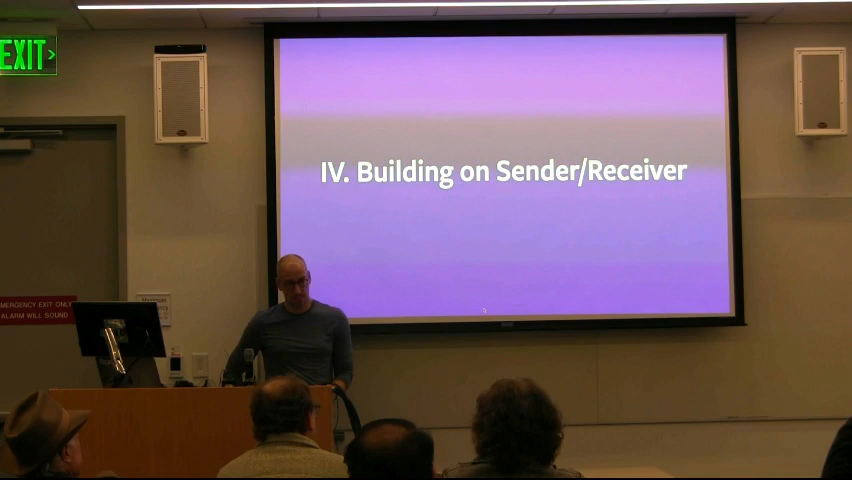 EXIT
IV. Building on Sender/Receiver
EMERGENCY EXIT ONLY
ALARM WILL SOUND